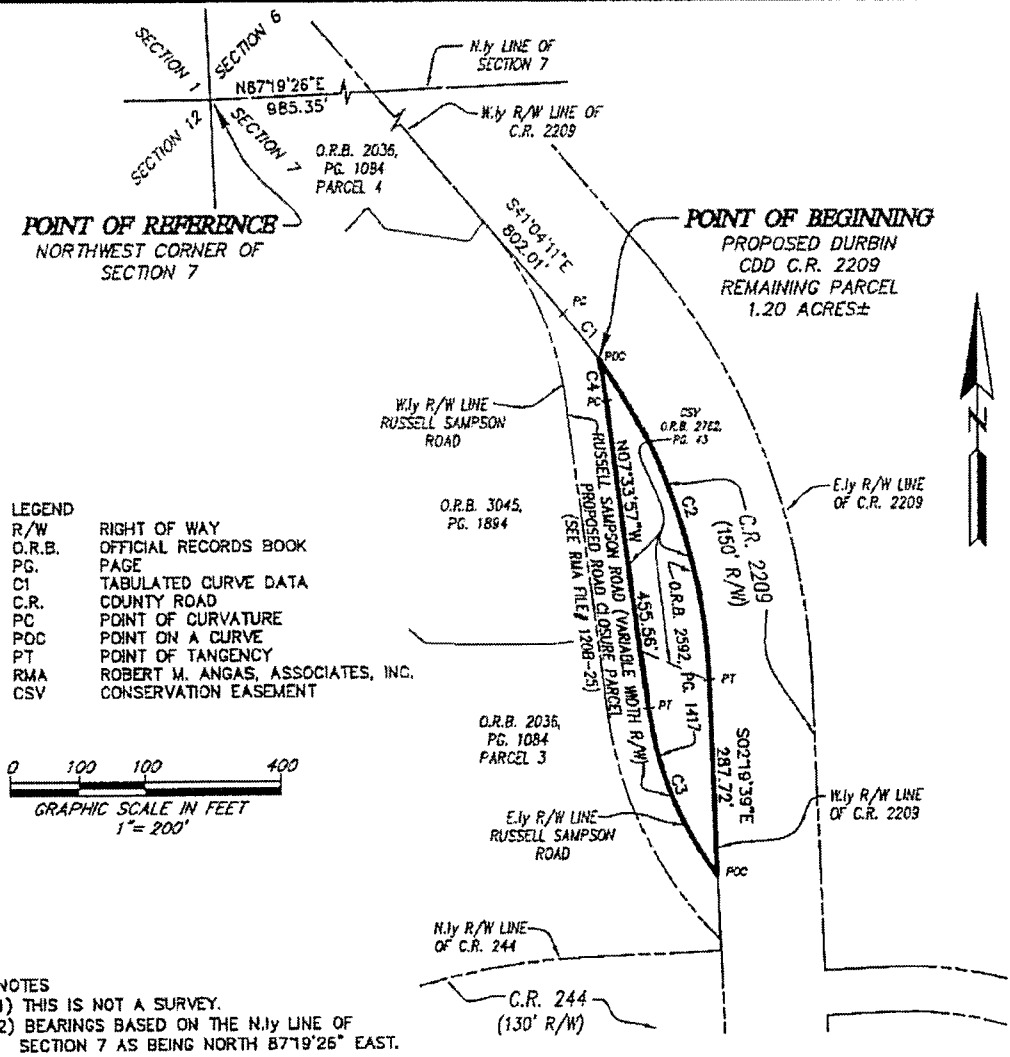 SECTION 1
SECTION 6
SECTION 12
SECTION 7
N87°19'26"E
985.35'
N.ly LINE OF
SECTION 7
W.ly R/W LINE OF
C.R. 2209
O.R.B. 2036,
PG. 1084
PARCEL 4
POINT OF REFERENCE
NORTHWEST CORNER OF
SECTION 7
S41°04'11"E
802.01'
POINT OF BEGINNING
PROPOSED DURBIN
CDD C.R. 2209
REMAINING PARCEL
1.20 ACRES±
PC
C1
POC
C4
W.ly R/W LINE
RUSSELL SAMPSON
ROAD
CSV
O.R.B. 2762,
PG. 43
N
E.ly R/W LINE
OF C.R. 2209
C2
C.R. 2209
(150' R/W)
N07°33'57"W
455.56'
O.R.B. 2592, PG. 1417
RUSSELL SAMPSON ROAD (VARIABLE WIDTH R/W)
PROPOSED ROAD CLOSURE PARCEL
(SEE RMA FILE# 120B-25)
O.R.B. 3045,
PG. 1894
LEGEND
R/W RIGHT OF WAY
O.R.B. OFFICIAL RECORDS BOOK
PG. PAGE
C1 TABULATED CURVE DATA
C.R. COUNTY ROAD
PC POINT OF CURVATURE
POC POINT ON A CURVE
PT POINT OF TANGENCY
RMA ROBERT M. ANGAS, ASSOCIATES, INC.
CSV CONSERVATION EASEMENT
PT
PT
O.R.B. 2036,
PG. 1084
PARCEL 3
C3
S02°19'39"E
287.72'
0 100 100 400
GRAPHIC SCALE IN FEET
1"= 200'
W.ly R/W LINE
OF C.R. 2209
E.ly R/W LINE
RUSSELL SAMPSON
ROAD
POC
N.ly R/W LINE
OF C.R. 244
C.R. 244
(130' R/W)
NOTES
1) THIS IS NOT A SURVEY.
2) BEARINGS BASED ON THE N.ly LINE OF
SECTION 7 AS BEING NORTH 87°19'26" EAST.